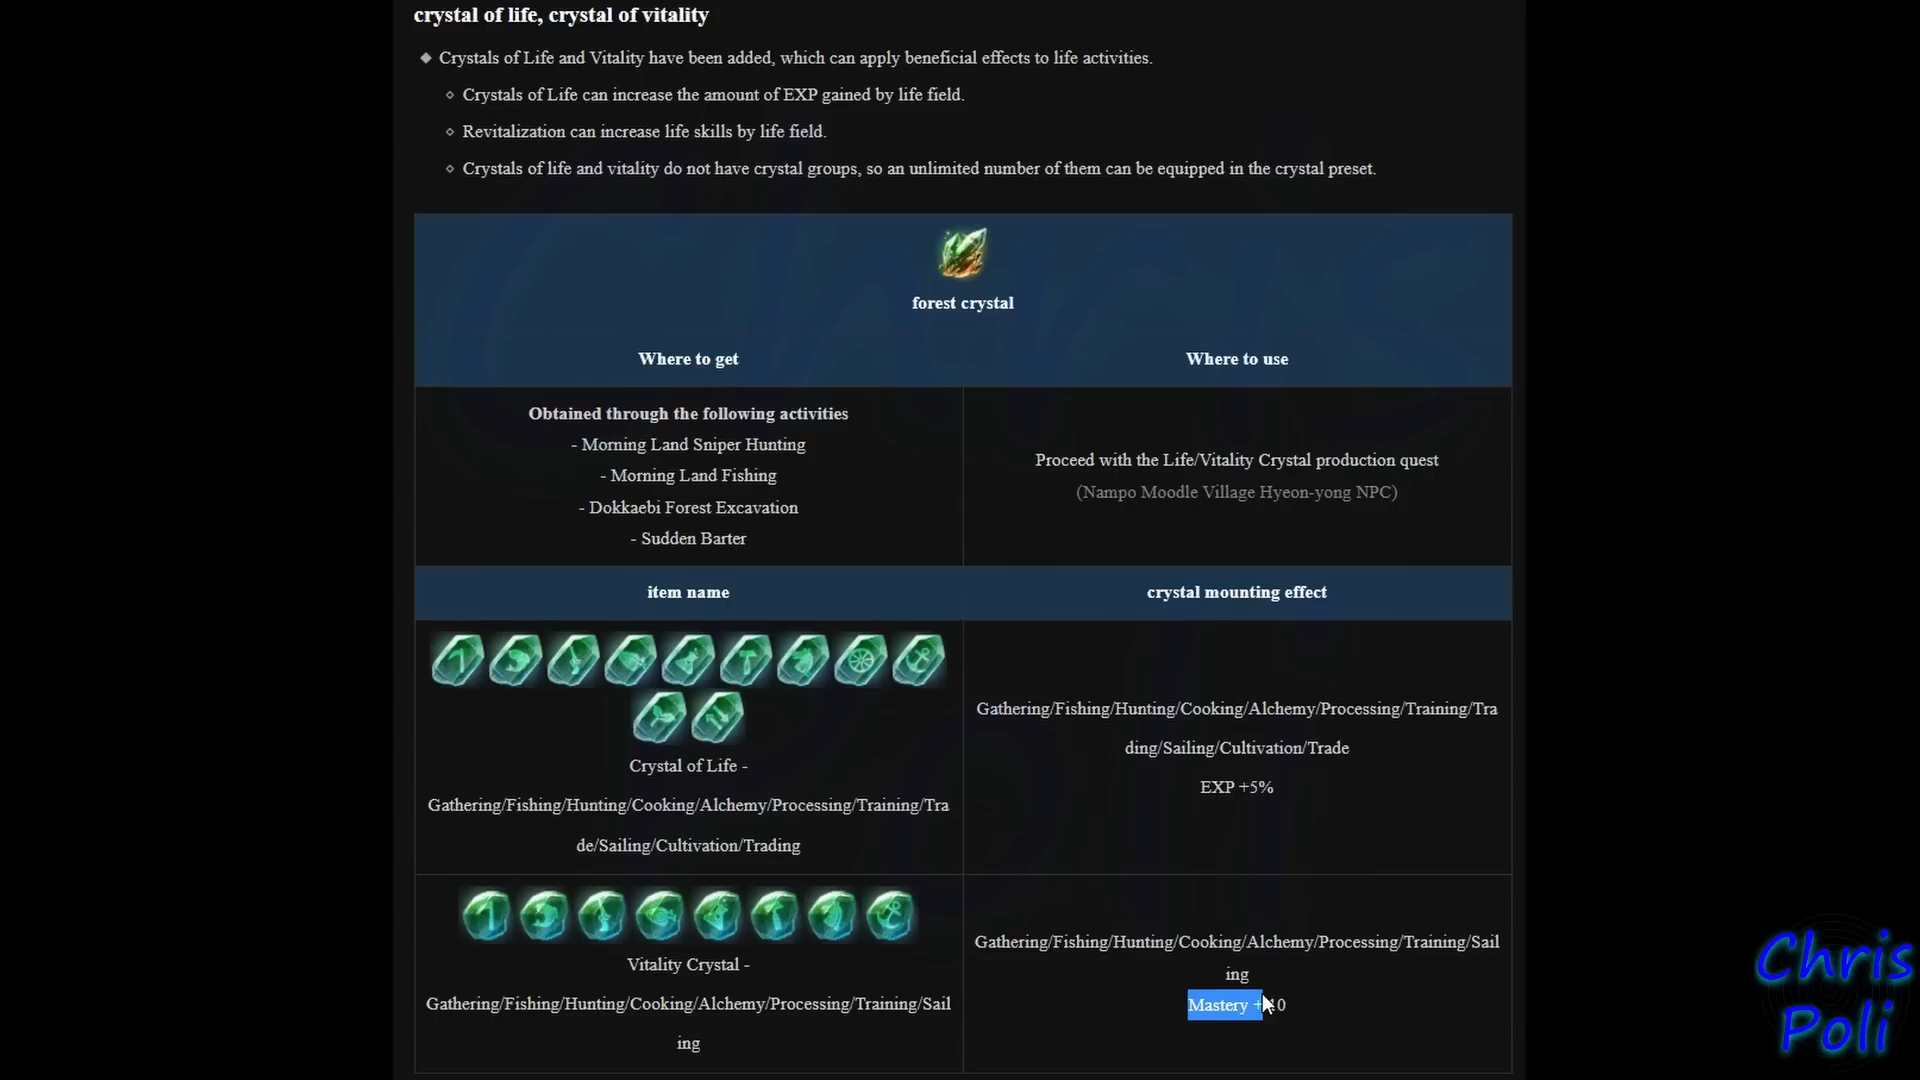 crystal of life, crystal of vitality
Crystals of Life and Vitality have been added, which can apply beneficial effects to life activities.
Crystals of Life can increase the amount of EXP gained by life field.
Revitalization can increase life skills by life field.
Crystals of life and vitality do not have crystal groups, so an unlimited number of them can be equipped in the crystal preset.
forest crystal
Where to get
Where to use
Obtained through the following activities
- Morning Land Sniper Hunting
- Morning Land Fishing
- Dokkaebi Forest Excavation
- Sudden Barter
Proceed with the Life/Vitality Crystal production quest
(Nampo Moodle Village Hyeon-yong NPC)
item name
crystal mounting effect
Crystal of Life -
Gathering/Fishing/Hunting/Cooking/Alchemy/Processing/Training/Tra
de/Sailing/Cultivation/Trading
Gathering/Fishing/Hunting/Cooking/Alchemy/Processing/Training/Tra
ding/Sailing/Cultivation/Trade
EXP +5%
Vitality Crystal -
Gathering/Fishing/Hunting/Cooking/Alchemy/Processing/Training/Sail
ing
Gathering/Fishing/Hunting/Cooking/Alchemy/Processing/Training/Sail
ing
Mastery +10
Chris
Poli